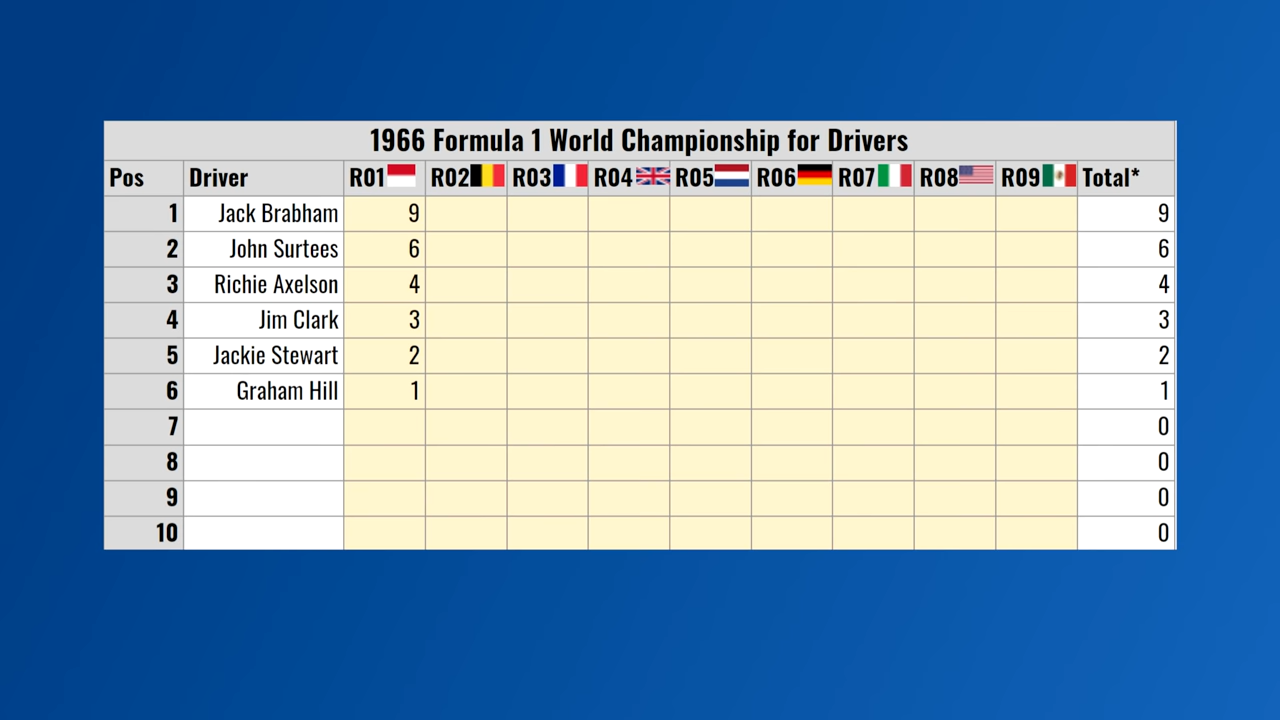 1966 Formula 1 World Championship for Drivers
Pos Driver R01 R02 R03 R04 R05 R06 R07 R08 R09 Total*
1 Jack Brabham 9 9
2 John Surtees 6 6
3 Richie Axelson 4 4
4 Jim Clark 3 3
5 Jackie Stewart 2 2
6 Graham Hill 1 1
7 0
8 0
9 0
10 0